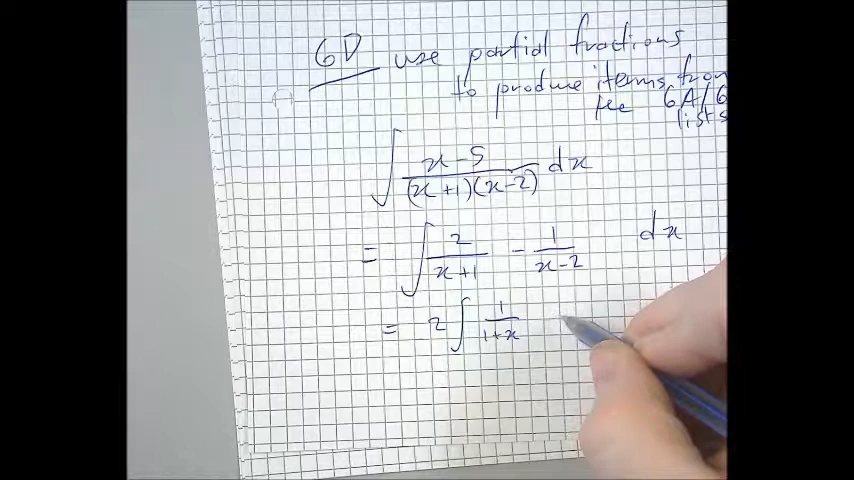 6D use partial fractions
to produce items from
the 6A/6
lists
∫ (x-5)/((x+1)(x-2)) dx
= ∫ 2/(x+1) - 1/(x-2) dx
= 2 ∫ 1/(1+x)